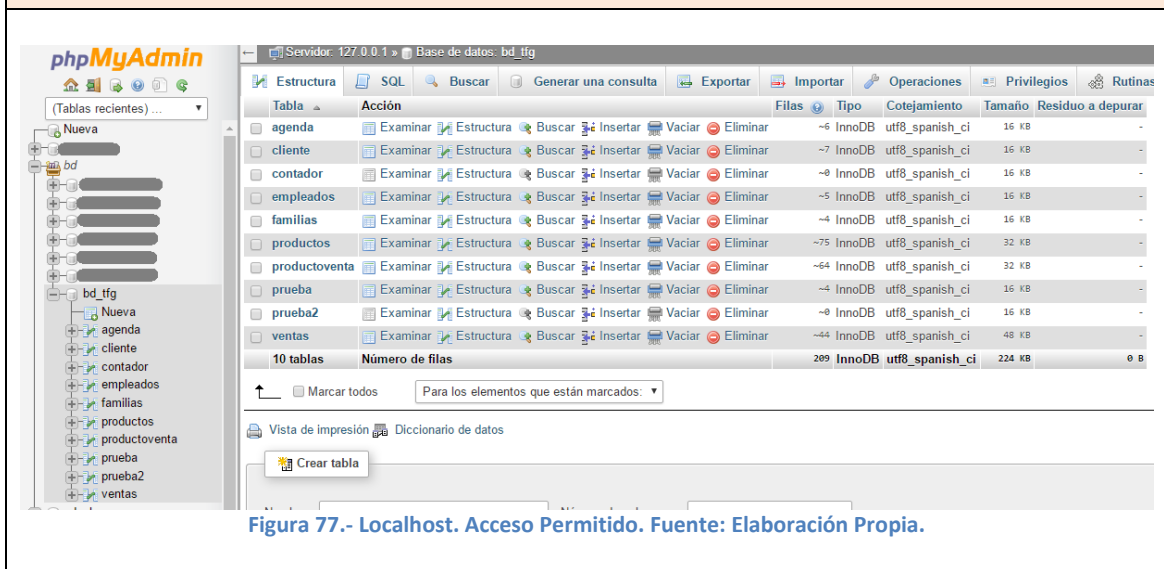 phpMyAdmin
(Tablas recientes) ...
Nueva
bd
bd_tfg
Nueva
agenda
cliente
contador
empleados
familias
productos
productoventa
prueba
prueba2
ventas
Servidor: 127.0.0.1 » Base de datos: bd_tfg
Estructura SQL Buscar Generar una consulta Exportar Importar Operaciones Privilegios Rutinas
Tabla Acción Filas Tipo Cotejamiento Tamaño Residuo a depurar
agenda Examinar Estructura Buscar Insertar Vaciar Eliminar ~6 InnoDB utf8_spanish_ci 16 KB -
cliente Examinar Estructura Buscar Insertar Vaciar Eliminar ~7 InnoDB utf8_spanish_ci 16 KB -
contador Examinar Estructura Buscar Insertar Vaciar Eliminar ~0 InnoDB utf8_spanish_ci 16 KB -
empleados Examinar Estructura Buscar Insertar Vaciar Eliminar ~5 InnoDB utf8_spanish_ci 16 KB -
familias Examinar Estructura Buscar Insertar Vaciar Eliminar ~4 InnoDB utf8_spanish_ci 16 KB -
productos Examinar Estructura Buscar Insertar Vaciar Eliminar ~75 InnoDB utf8_spanish_ci 32 KB -
productoventa Examinar Estructura Buscar Insertar Vaciar Eliminar ~64 InnoDB utf8_spanish_ci 32 KB -
prueba Examinar Estructura Buscar Insertar Vaciar Eliminar ~4 InnoDB utf8_spanish_ci 16 KB -
prueba2 Examinar Estructura Buscar Insertar Vaciar Eliminar ~0 InnoDB utf8_spanish_ci 16 KB -
ventas Examinar Estructura Buscar Insertar Vaciar Eliminar ~44 InnoDB utf8_spanish_ci 48 KB -
10 tablas Número de filas 209 InnoDB utf8_spanish_ci 224 KB 0 B
Marcar todos Para los elementos que están marcados:
Vista de impresión Diccionario de datos
Crear tabla
Figura 77.- Localhost. Acceso Permitido. Fuente: Elaboración Propia.